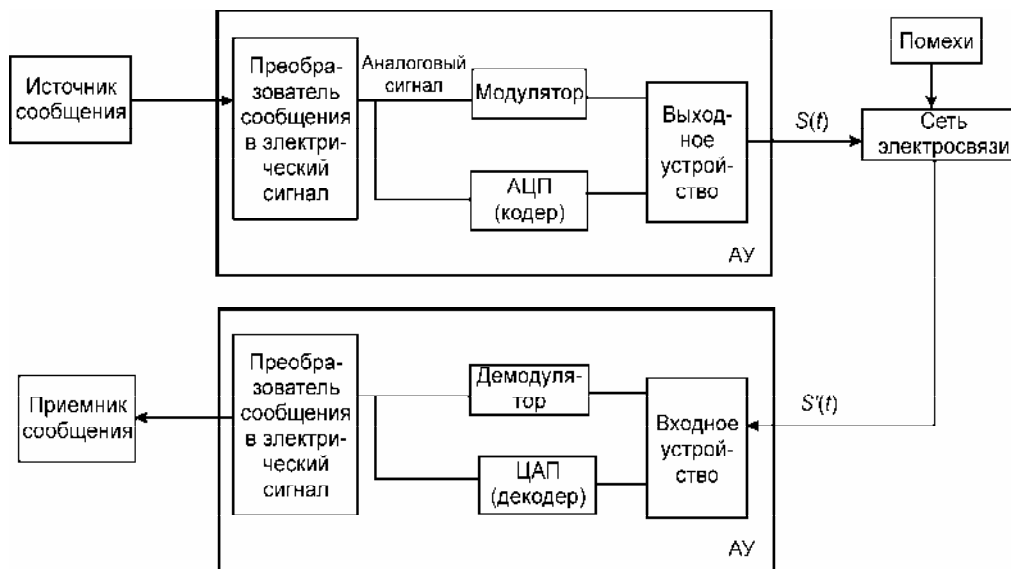 Источник
сообщения
Преобра-
зователь
сообщения
в электри-
ческий
сигнал
Аналоговый
сигнал
Модулятор
АЦП
(кодер)
Выход-
ное
устрой-
ство
АУ
S(t)
Помехи
Сеть
электросвязи
Приемник
сообщения
Преобра-
зователь
сообщения
в электри-
ческий
сигнал
Демодуля-
тор
ЦАП
(декодер)
Входное
устрой-
ство
АУ
S'(t)